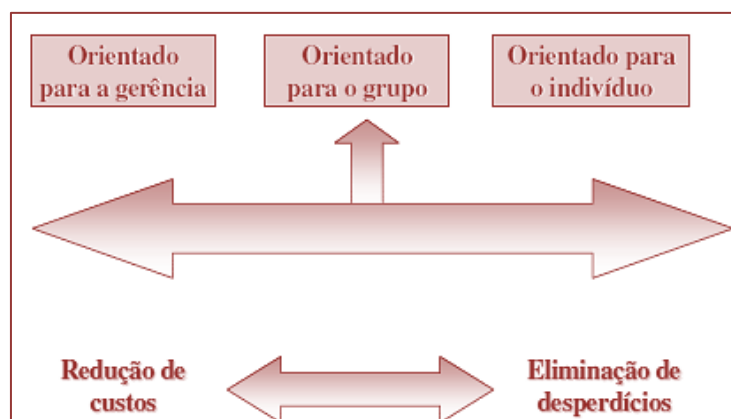 Orientado
para a gerência
Orientado
para o grupo
Orientado para
o indivíduo
Redução de
custos
Eliminação de
desperdícios